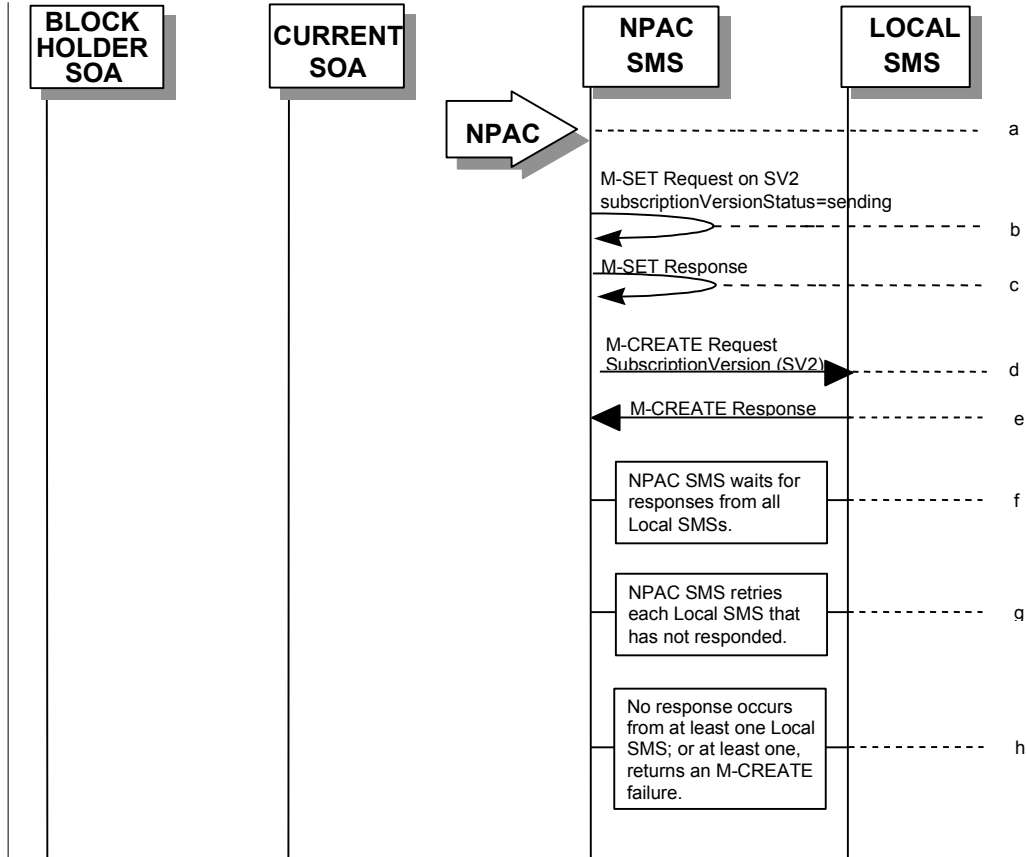 BLOCK
HOLDER
SOA
CURRENT
SOA
NPAC
SMS
LOCAL
SMS
NPAC
a
M-SET Request on SV2
subscriptionVersionStatus=sending
b
M-SET Response
c
M-CREATE Request
SubscriptionVersion (SV2)
d
M-CREATE Response
e
NPAC SMS waits for
responses from all
Local SMSs.
f
NPAC SMS retries
each Local SMS that
has not responded.
g
No response occurs
from at least one Local
SMS; or at least one,
returns an M-CREATE
failure.
h